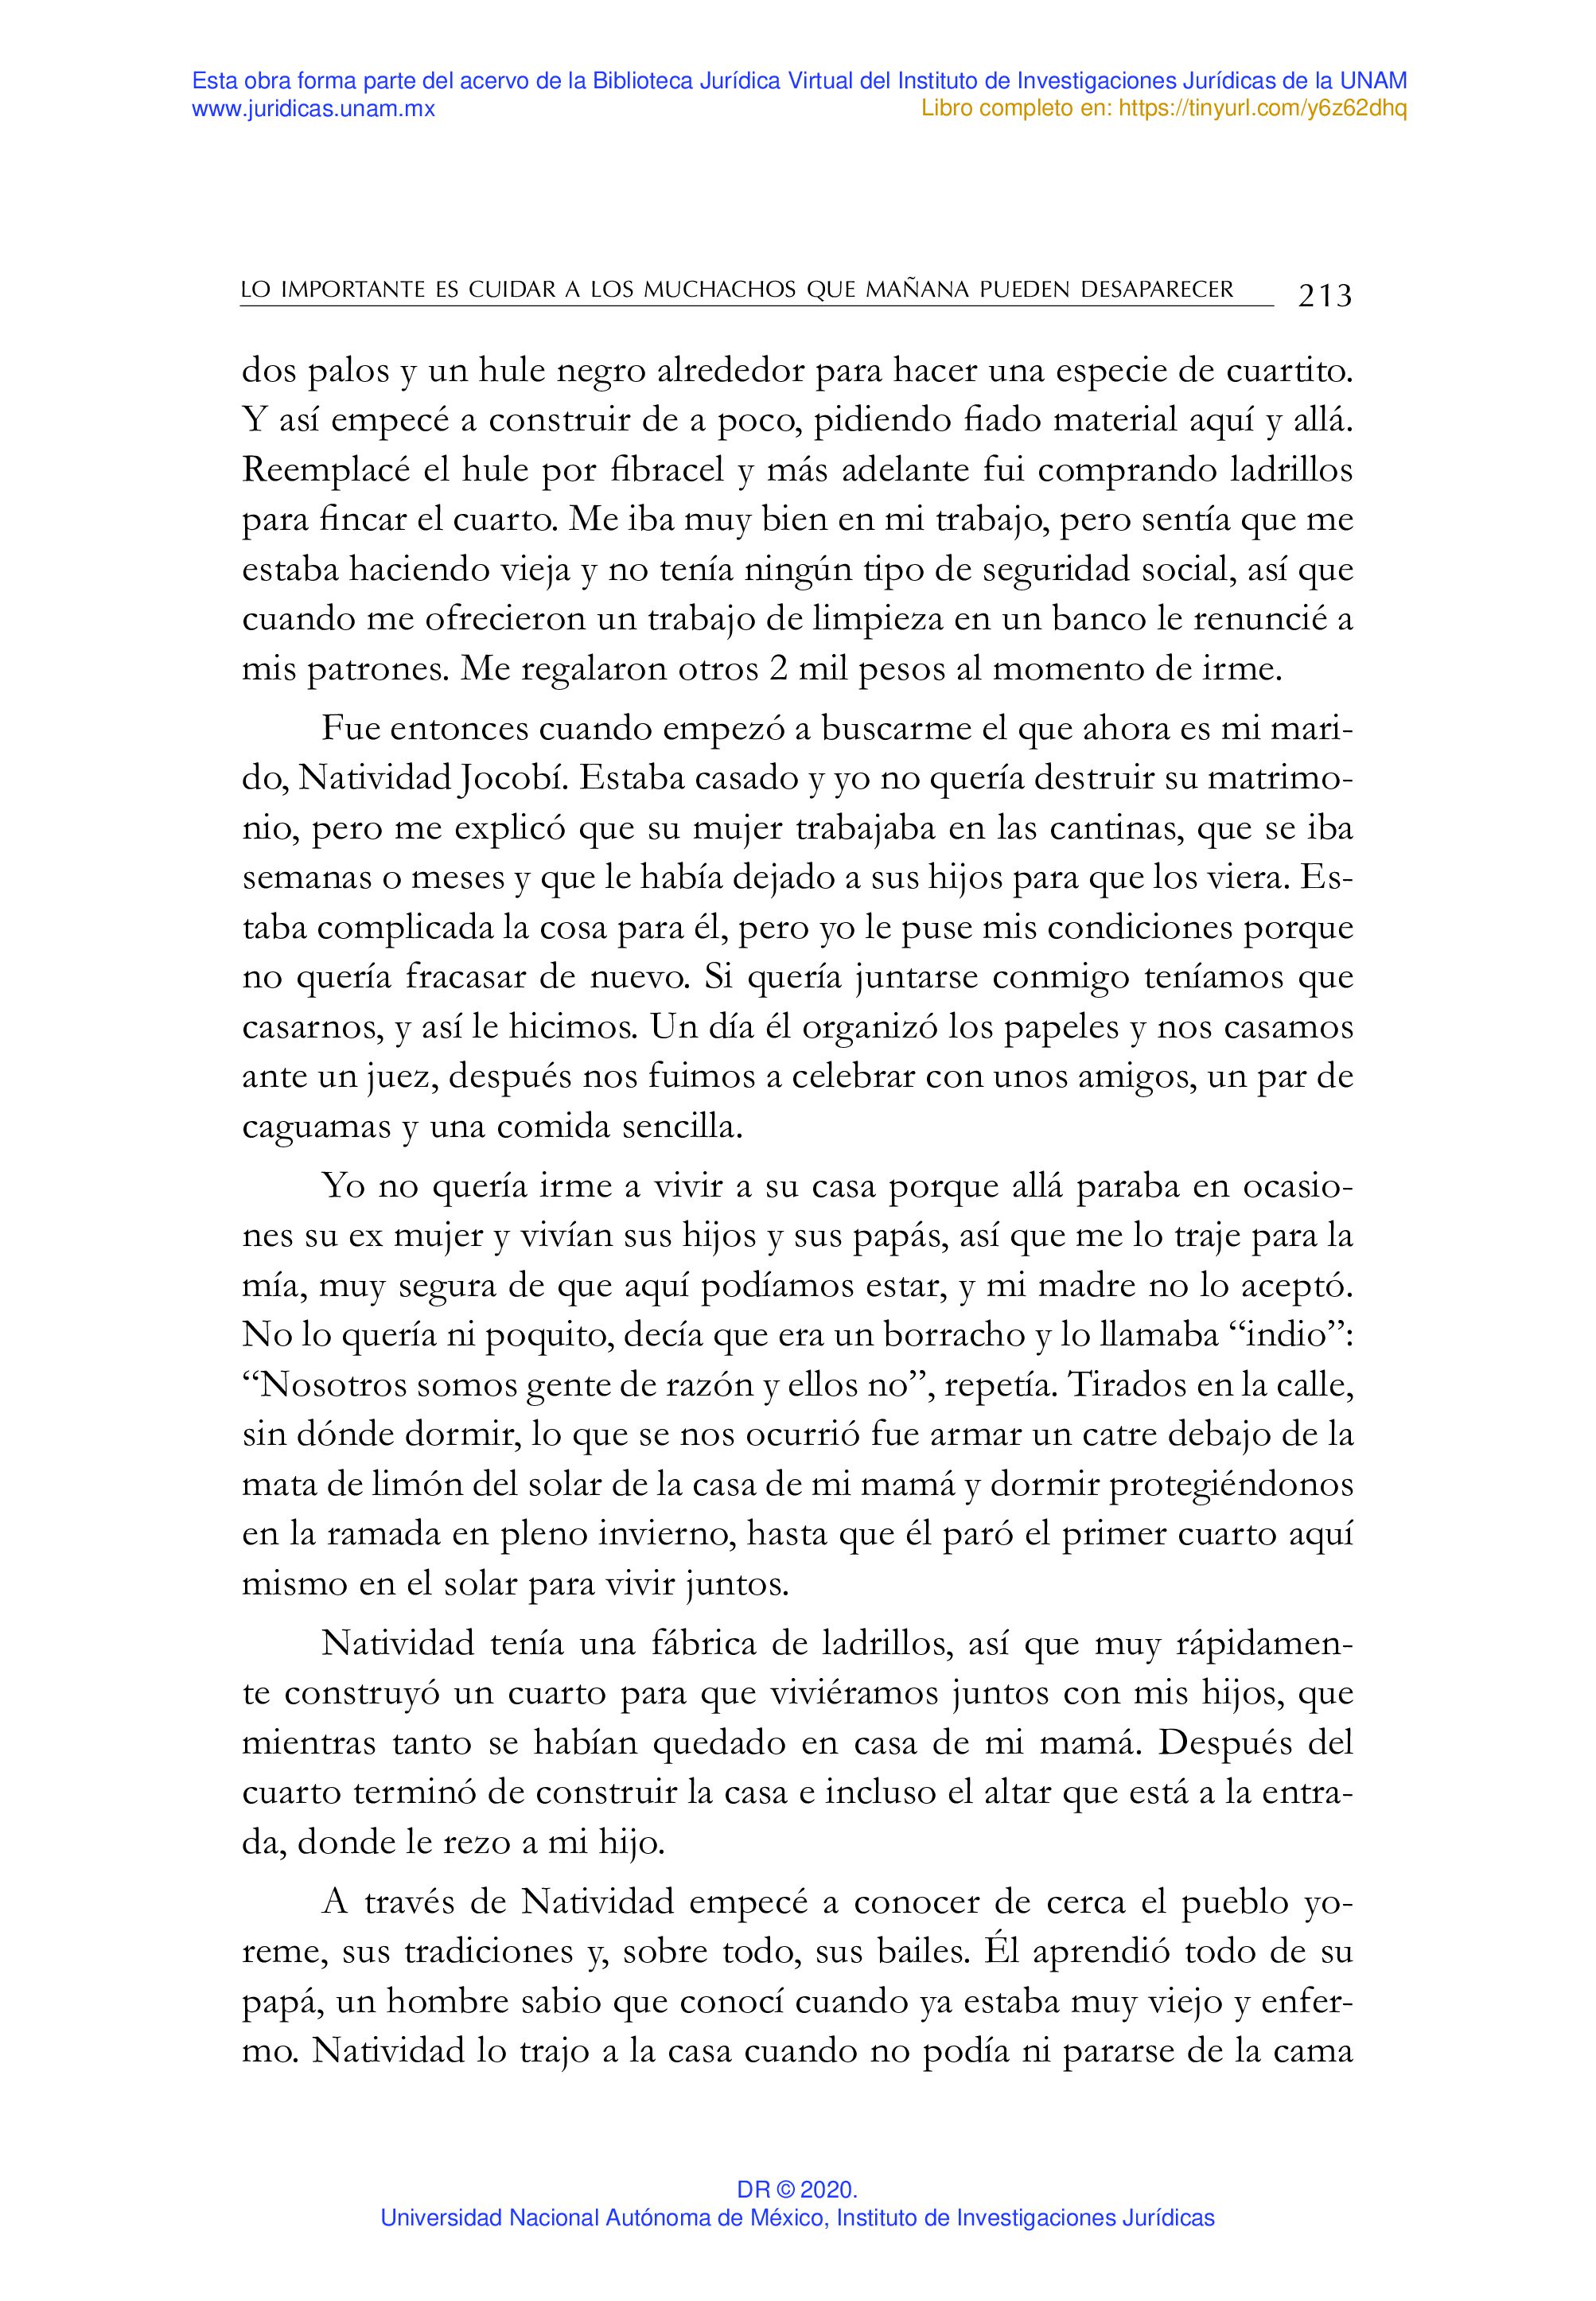 Esta obra forma parte del acervo de la Biblioteca Jurídica Virtual del Instituto de Investigaciones Jurídicas de la UNAM
www.juridicas.unam.mx
Libro completo en: https://tinyurl.com/y6z62dhq
LO IMPORTANTE ES CUIDAR A LOS MUCHACHOS QUE MAÑANA PUEDEN DESAPARECER 213
dos palos y un hule negro alrededor para hacer una especie de cuartito.
Y así empecé a construir de a poco, pidiendo fiado material aquí y allá.
Reemplacé el hule por fibracel y más adelante fui comprando ladrillos
para fincar el cuarto. Me iba muy bien en mi trabajo, pero sentía que me
estaba haciendo vieja y no tenía ningún tipo de seguridad social, así que
cuando me ofrecieron un trabajo de limpieza en un banco le renuncié a
mis patrones. Me regalaron otros 2 mil pesos al momento de irme.
Fue entonces cuando empezó a buscarme el que ahora es mi mari-
do, Natividad Jocobí. Estaba casado y yo no quería destruir su matrimo-
nio, pero me explicó que su mujer trabajaba en las cantinas, que se iba
semanas o meses y que le había dejado a sus hijos para que los viera. Es-
taba complicada la cosa para él, pero yo le puse mis condiciones porque
no quería fracasar de nuevo. Si quería juntarse conmigo teníamos que
casarnos, y así le hicimos. Un día él organizó los papeles y nos casamos
ante un juez, después nos fuimos a celebrar con unos amigos, un par de
caguamas y una comida sencilla.
Yo no quería irme a vivir a su casa porque allá paraba en ocasio-
nes su ex mujer y vivían sus hijos y sus papás, así que me lo traje para la
mía, muy segura de que aquí podíamos estar, y mi madre no lo aceptó.
No lo quería ni poquito, decía que era un borracho y lo llamaba “indio”:
“Nosotros somos gente de razón y ellos no”, repetía. Tirados en la calle,
sin dónde dormir, lo que se nos ocurrió fue armar un catre debajo de la
mata de limón del solar de la casa de mi mamá y dormir protegiéndonos
en la ramada en pleno invierno, hasta que él paró el primer cuarto aquí
mismo en el solar para vivir juntos.
Natividad tenía una fábrica de ladrillos, así que muy rápidamen-
te construyó un cuarto para que viviéramos juntos con mis hijos, que
mientras tanto se habían quedado en casa de mi mamá. Después del
cuarto terminó de construir la casa e incluso el altar que está a la entra-
da, donde le rezo a mi hijo.
A través de Natividad empecé a conocer de cerca el pueblo yo-
reme, sus tradiciones y, sobre todo, sus bailes. Él aprendió todo de su
papá, un hombre sabio que conocí cuando ya estaba muy viejo y enfer-
mo. Natividad lo trajo a la casa cuando no podía ni pararse de la cama
DR © 2020.
Universidad Nacional Autónoma de México, Instituto de Investigaciones Jurídicas